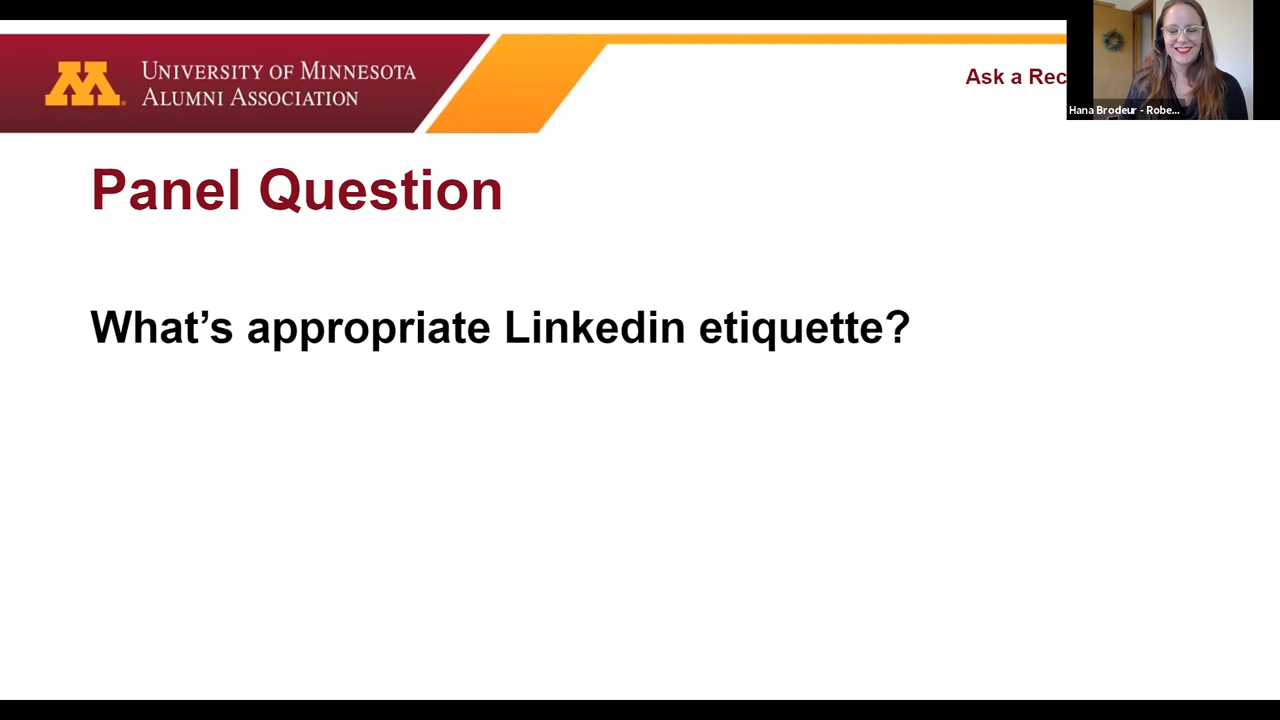 UNIVERSITY OF MINNESOTA
ALUMNI ASSOCIATION
Ask a Rec
Hana Brodeur - Robe...
Panel Question
What's appropriate Linkedin etiquette?